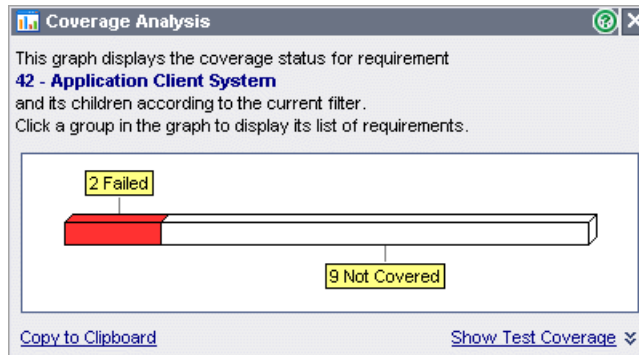 Coverage Analysis
This graph displays the coverage status for requirement
42 - Application Client System
and its children according to the current filter.
Click a group in the graph to display its list of requirements.
2 Failed
9 Not Covered
Copy to Clipboard
Show Test Coverage